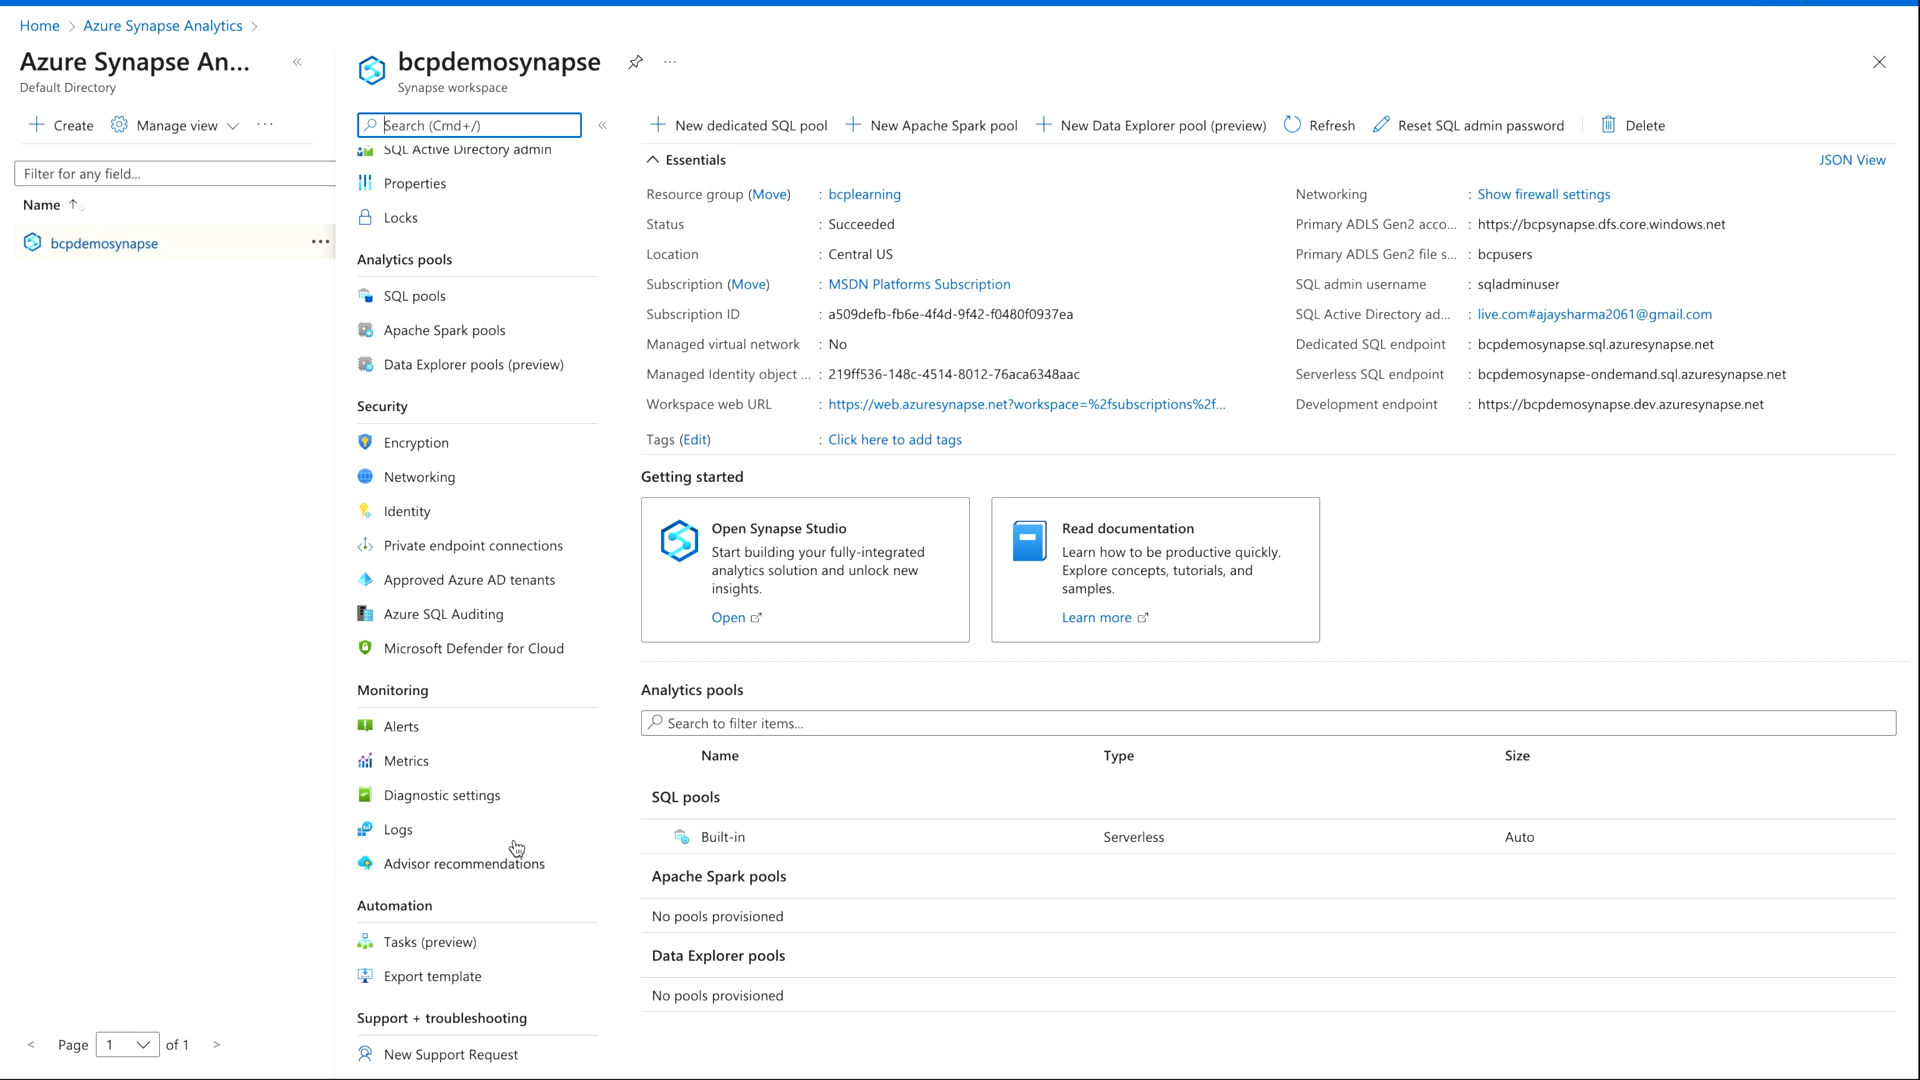 Home > Azure Synapse Analytics >
Azure Synapse An... «
Default Directory
Create Manage view ...
Filter for any field...
Name ↑
bcpdemosynapse ...
< Page 1 of 1 >
bcpdemosynapse ...
Synapse workspace
Search (Cmd+/) «
SQL Active Directory admin
Properties
Locks
Analytics pools
SQL pools
Apache Spark pools
Data Explorer pools (preview)
Security
Encryption
Networking
Identity
Private endpoint connections
Approved Azure AD tenants
Azure SQL Auditing
Microsoft Defender for Cloud
Monitoring
Alerts
Metrics
Diagnostic settings
Logs
Advisor recommendations
Automation
Tasks (preview)
Export template
Support + troubleshooting
New Support Request
New dedicated SQL pool New Apache Spark pool New Data Explorer pool (preview) Refresh Reset SQL admin password Delete
Essentials JSON View
Resource group (Move) : bcplearning
Status : Succeeded
Location : Central US
Subscription (Move) : MSDN Platforms Subscription
Subscription ID : a509defb-fb6e-4f4d-9f42-f0480f0937ea
Managed virtual network : No
Managed Identity object ... : 219ff536-148c-4514-8012-76aca6348aac
Workspace web URL : https://web.azuresynapse.net?workspace=%2fsubscriptions%2f...
Tags (Edit) : Click here to add tags
Networking : Show firewall settings
Primary ADLS Gen2 acco... : https://bcpsynapse.dfs.core.windows.net
Primary ADLS Gen2 file s... : bcpusers
SQL admin username : sqladminuser
SQL Active Directory ad... : live.com#ajaysharma2061@gmail.com
Dedicated SQL endpoint : bcpdemosynapse.sql.azuresynapse.net
Serverless SQL endpoint : bcpdemosynapse-ondemand.sql.azuresynapse.net
Development endpoint : https://bcpdemosynapse.dev.azuresynapse.net
Getting started
Open Synapse Studio
Start building your fully-integrated
analytics solution and unlock new
insights.
Open
Read documentation
Learn how to be productive quickly.
Explore concepts, tutorials, and
samples.
Learn more
Analytics pools
Search to filter items...
Name Type Size
SQL pools
Built-in Serverless Auto
Apache Spark pools
No pools provisioned
Data Explorer pools
No pools provisioned